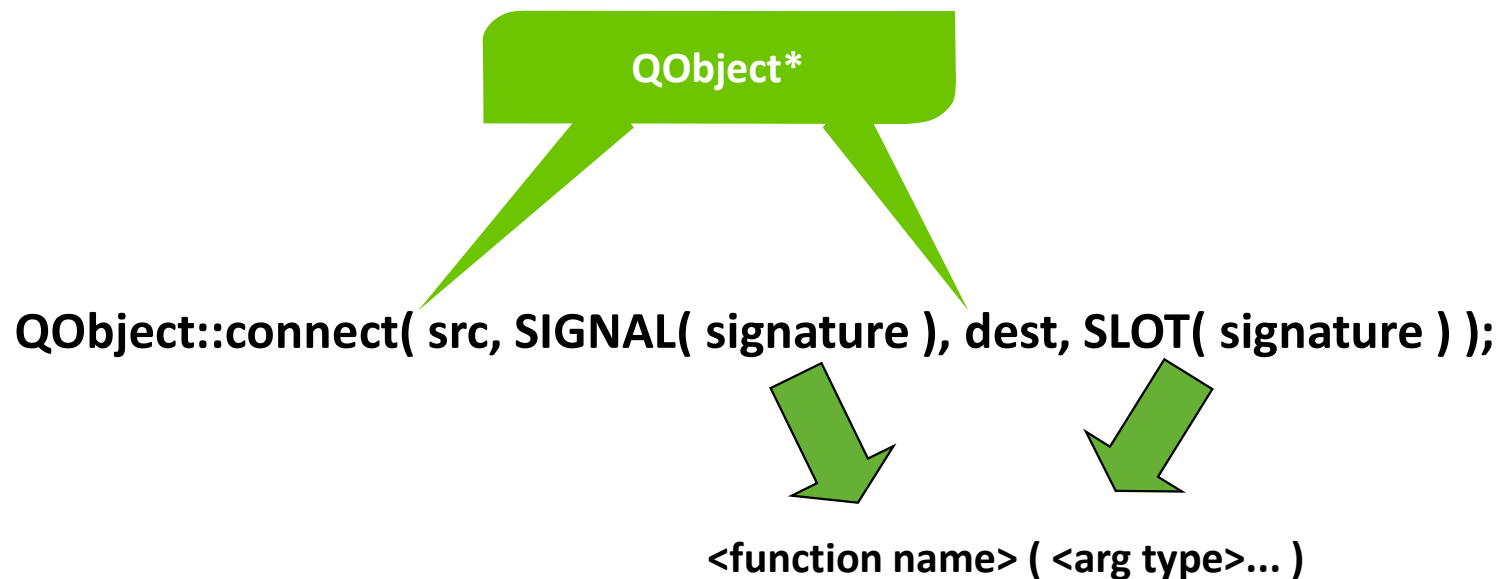 QObject*
QObject::connect( src, SIGNAL( signature ), dest, SLOT( signature ) );
<function name> ( <arg type>... )